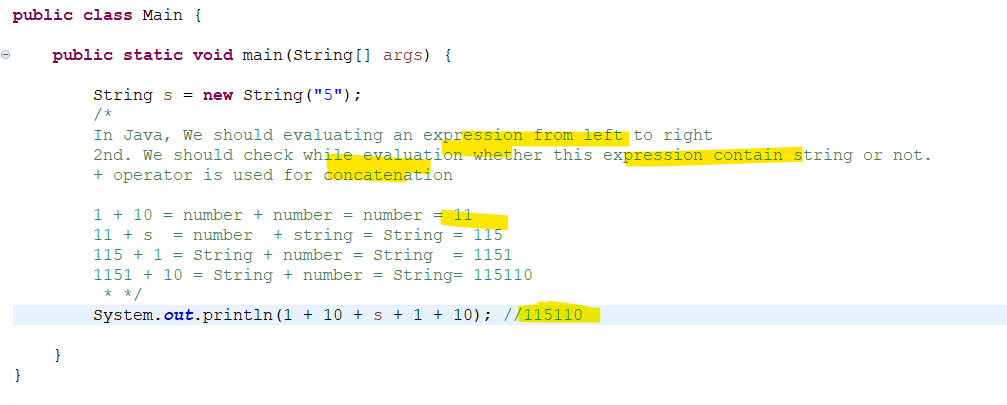 public class Main {
public static void main(String[] args) {
String s = new String("5");
/*
In Java, We should evaluating an expression from left to right
2nd. We should check while evaluation whether this expression contain string or not.
+ operator is used for concatenation
1 + 10 = number + number = number = 11
11 + s  = number  + string = String = 115
115 + 1 = String + number = String  = 1151
1151 + 10 = String + number = String= 115110
* */
System.out.println(1 + 10 + s + 1 + 10); //115110
}
}